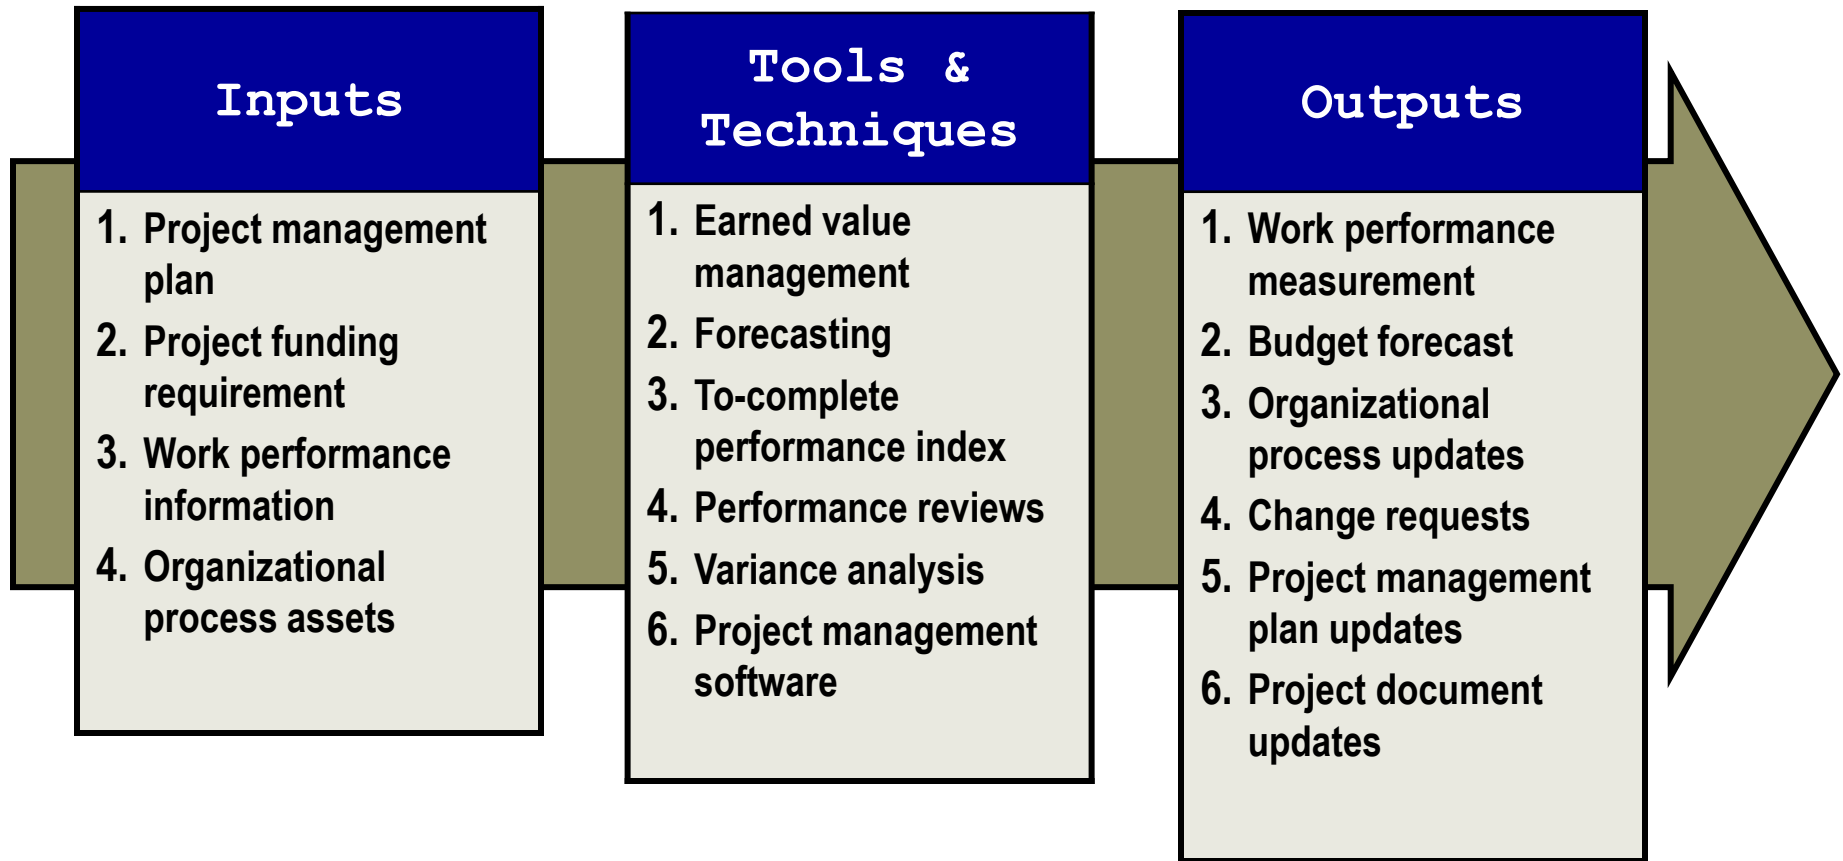 Inputs
1. Project management
plan
2. Project funding
requirement
3. Work performance
information
4. Organizational
process assets
Tools &
Techniques
1. Earned value
management
2. Forecasting
3. To-complete
performance index
4. Performance reviews
5. Variance analysis
6. Project management
software
Outputs
1. Work performance
measurement
2. Budget forecast
3. Organizational
process updates
4. Change requests
5. Project management
plan updates
6. Project document
updates